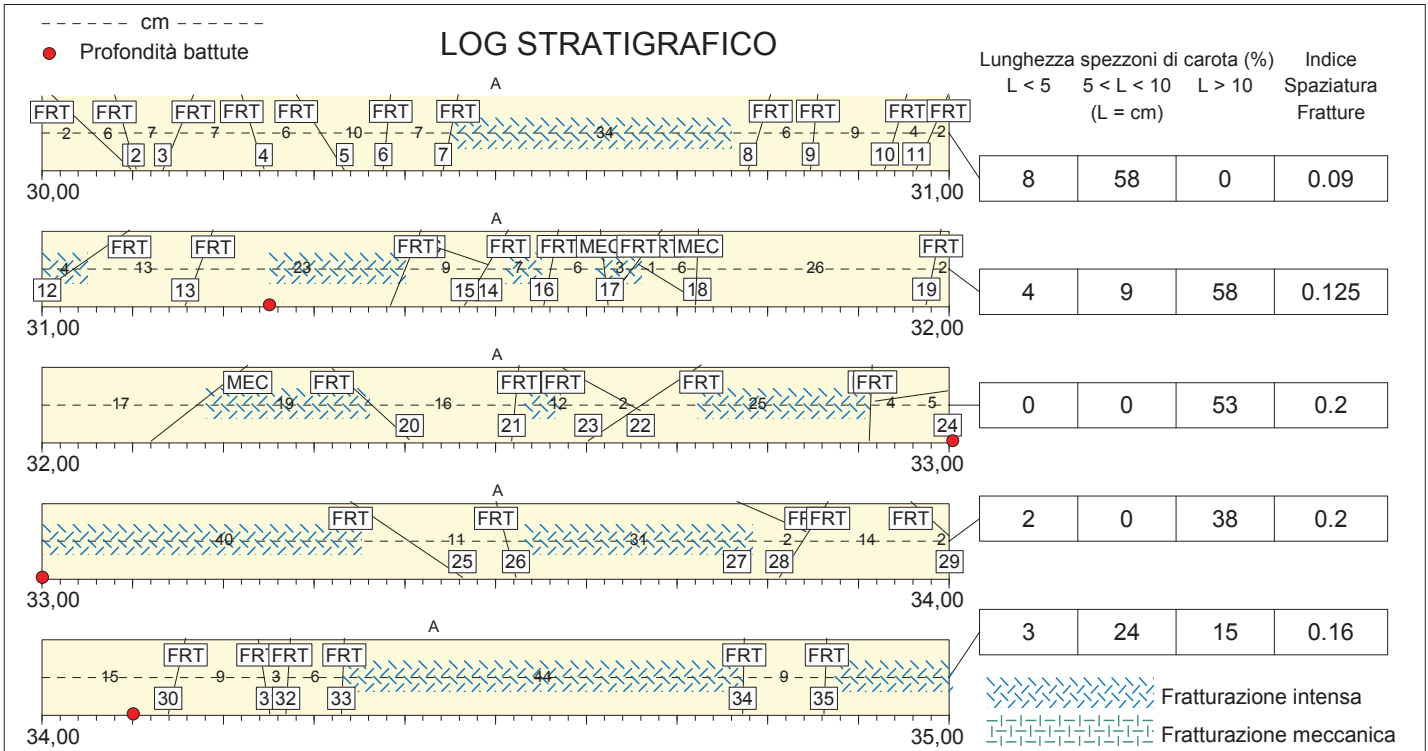 cm
Profondità battute
LOG STRATIGRAFICO
Lunghezza spezzoni di carota (%) Indice
L < 5 5 < L < 10 L > 10 Spaziatura
(L = cm) Fratture
A
FRT FRT FRT FRT FRT FRT FRT FRT FRT FRT FRT
2 6 7 7 6 10 7 34 6 9 4 2
2 3 4 5 6 7 8 9 10 11
30,00 31,00
8 58 0 0.09
A
FRT FRT FRT FRT FRT MEC FRT MEC FRT
4 13 23 9 7 6 3 1 6 26 2
12 13 15 14 16 17 18 19
31,00 32,00
4 9 58 0.125
A
MEC FRT FRT FRT FRT FRT
17 19 16 12 2 25 4 5
20 21 23 22 24
32,00 33,00
0 0 53 0.2
A
FRT FRT FRT FRT
40 11 31 2 14 2
25 26 27 28 29
33,00 34,00
2 0 38 0.2
A
FRT FRT FRT FRT FRT
15 9 3 6 44 9
30 32 33 34 35
34,00 35,00
3 24 15 0.16
Fratturazione intensa
Fratturazione meccanica